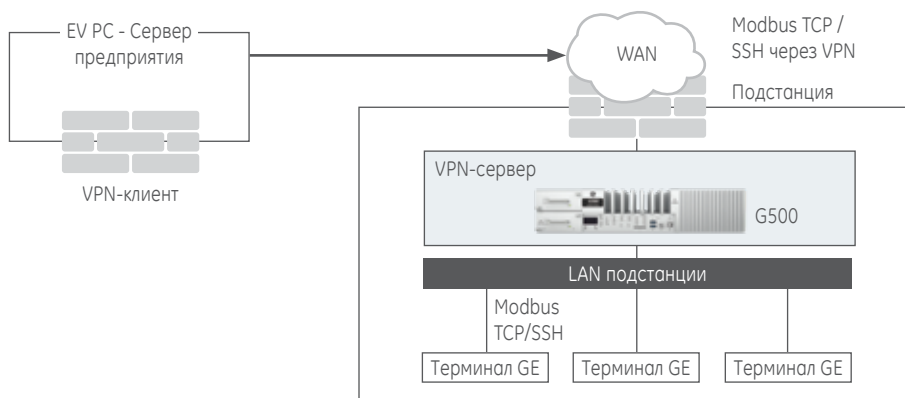 EV PC - Сервер
предприятия
VPN-клиент
WAN
Modbus TCP /
SSH через VPN
Подстанция
VPN-сервер
G500
LAN подстанции
Modbus
TCP/SSH
Терминал GE
Терминал GE
Терминал GE